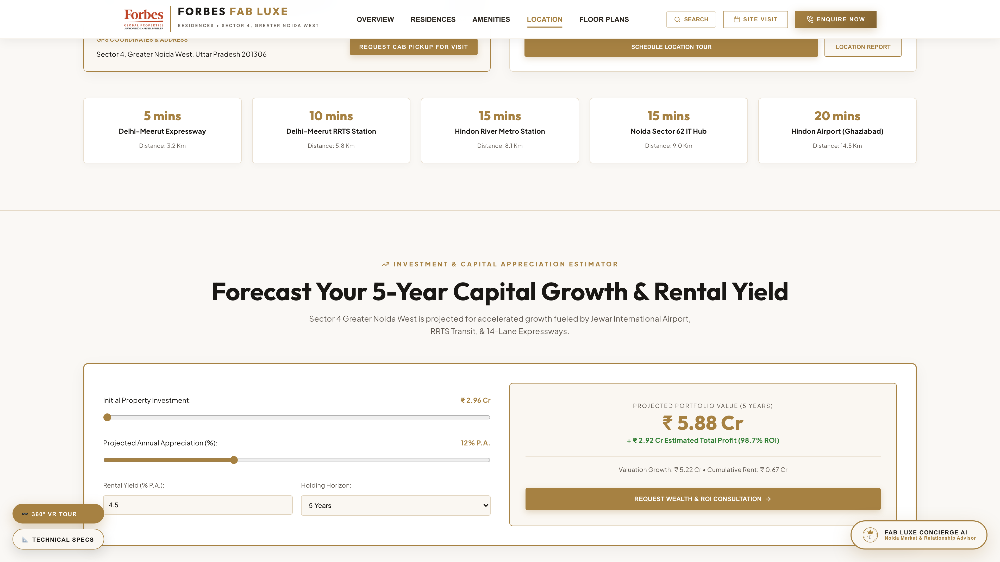 Forbes
GLOBAL PROPERTIES
AUTHORIZED CHANNEL PARTNER
FORBES FAB LUXE
RESIDENCES • SECTOR 4, GREATER NOIDA WEST
OVERVIEW
RESIDENCES
AMENITIES
LOCATION
FLOOR PLANS
SEARCH
SITE VISIT
ENQUIRE NOW
GPS COORDINATES & ADDRESS
Sector 4, Greater Noida West, Uttar Pradesh 201306
REQUEST CAB PICKUP FOR VISIT
SCHEDULE LOCATION TOUR
LOCATION REPORT
5 mins
Delhi-Meerut Expressway
Distance: 3.2 Km
10 mins
Delhi-Meerut RRTS Station
Distance: 5.8 Km
15 mins
Hindon River Metro Station
Distance: 8.1 Km
15 mins
Noida Sector 62 IT Hub
Distance: 9.0 Km
20 mins
Hindon Airport (Ghaziabad)
Distance: 14.5 Km
INVESTMENT & CAPITAL APPRECIATION ESTIMATOR
Forecast Your 5-Year Capital Growth & Rental Yield
Sector 4 Greater Noida West is projected for accelerated growth fueled by Jewar International Airport,
RRTS Transit, & 14-Lane Expressways.
Initial Property Investment:
₹ 2.96 Cr
Projected Annual Appreciation (%):
12% P.A.
Rental Yield (% P.A.):
4.5
Holding Horizon:
5 Years
PROJECTED PORTFOLIO VALUE (5 YEARS)
₹ 5.88 Cr
+ ₹ 2.92 Cr Estimated Total Profit (98.7% ROI)
Valuation Growth: ₹ 5.22 Cr • Cumulative Rent: ₹ 0.67 Cr
REQUEST WEALTH & ROI CONSULTATION →
360° VR TOUR
TECHNICAL SPECS
F
FAB LUXE CONCIERGE AI
Noida Market & Relationship Advisor